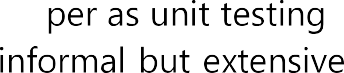 per as unit testing
informal but extensive